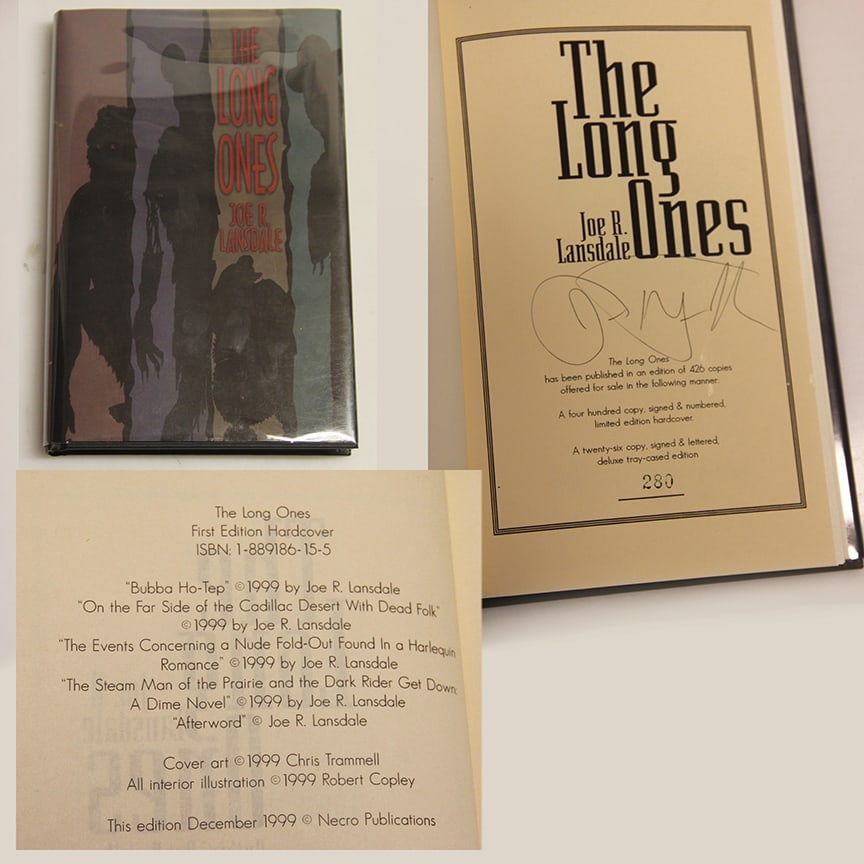 THE
LONG
ONES
JOE R.
LANSDALE
The
Long
Ones
Joe R.
Lansdale
The Long Ones
has been published in an edition of 426 copies
offered for sale in the following manner:
A four hundred copy, signed & numbered,
limited edition hardcover.
A twenty-six copy, signed & lettered,
deluxe tray-cased edition
280
The Long Ones
First Edition Hardcover
ISBN: 1-889186-15-5
"Bubba Ho-Tep" ©1999 by Joe R. Lansdale
"On the Far Side of the Cadillac Desert With Dead Folk"
©1999 by Joe R. Lansdale
"The Events Concerning a Nude Fold-Out Found In a Harlequin
Romance" ©1999 by Joe R. Lansdale
"The Steam Man of the Prairie and the Dark Rider Get Down:
A Dime Novel" ©1999 by Joe R. Lansdale
"Afterword" © Joe R. Lansdale
Cover art ©1999 Chris Trammell
All interior illustration ©1999 Robert Copley
This edition December 1999 © Necro Publications